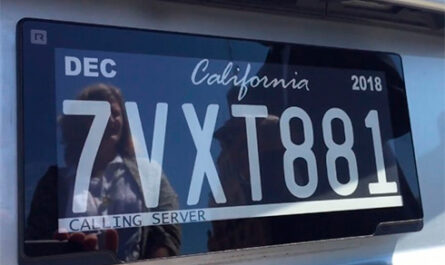 R
DEC California 2018
7VXT881
CALLING SERVER